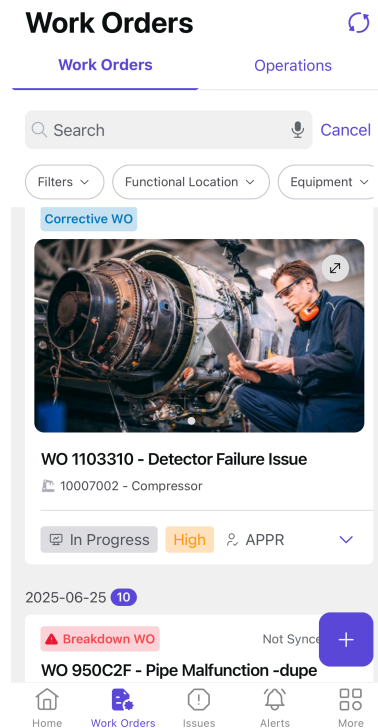 Work Orders
Work Orders
Operations
Search
Cancel
Filters
Functional Location
Equipment
Corrective WO
WO 1103310 - Detector Failure Issue
10007002 - Compressor
In Progress
High
APPR
2025-06-25
10
Breakdown WO
Not Synce
WO 950C2F - Pipe Malfunction -dupe
Home
Work Orders
Issues
Alerts
More